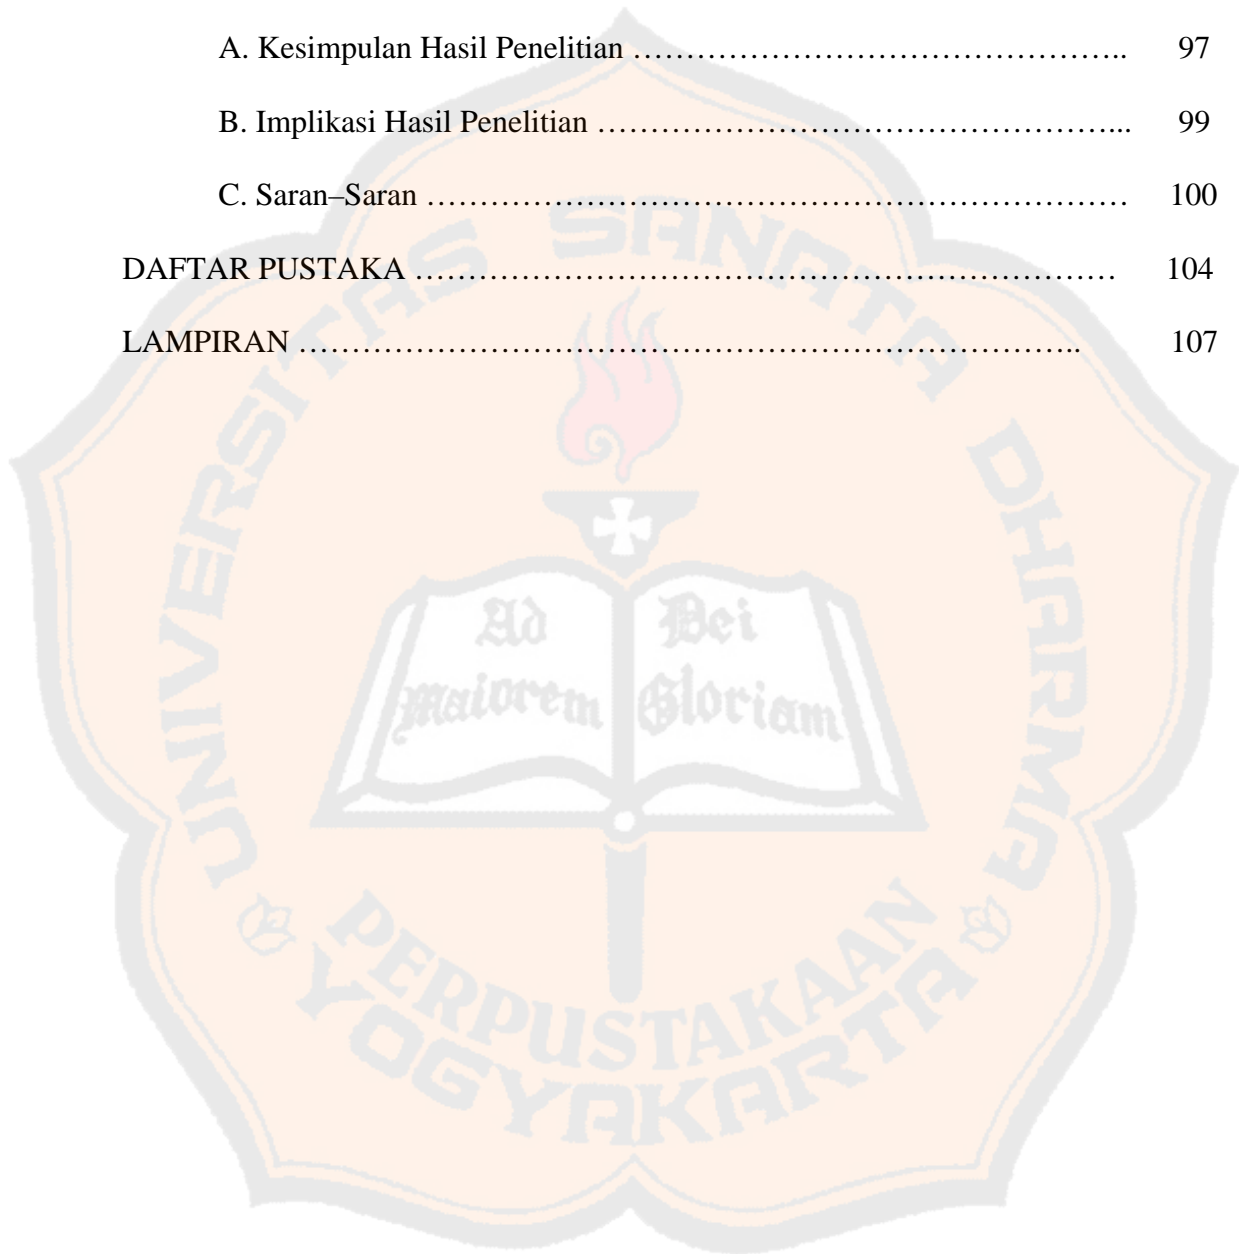 A. Kesimpulan Hasil Penelitian ……………………………………….. 97
B. Implikasi Hasil Penelitian …………………………………………... 99
C. Saran–Saran ………………………………………………………… 100
DAFTAR PUSTAKA ………………………………………………………… 104
LAMPIRAN ……………………………………………………………….. 107
UNIVERSITAS SANATA DHARMA
Ad Dei
maiorem Gloriam
PERPUSTAKAAN
YOGYAKARTA